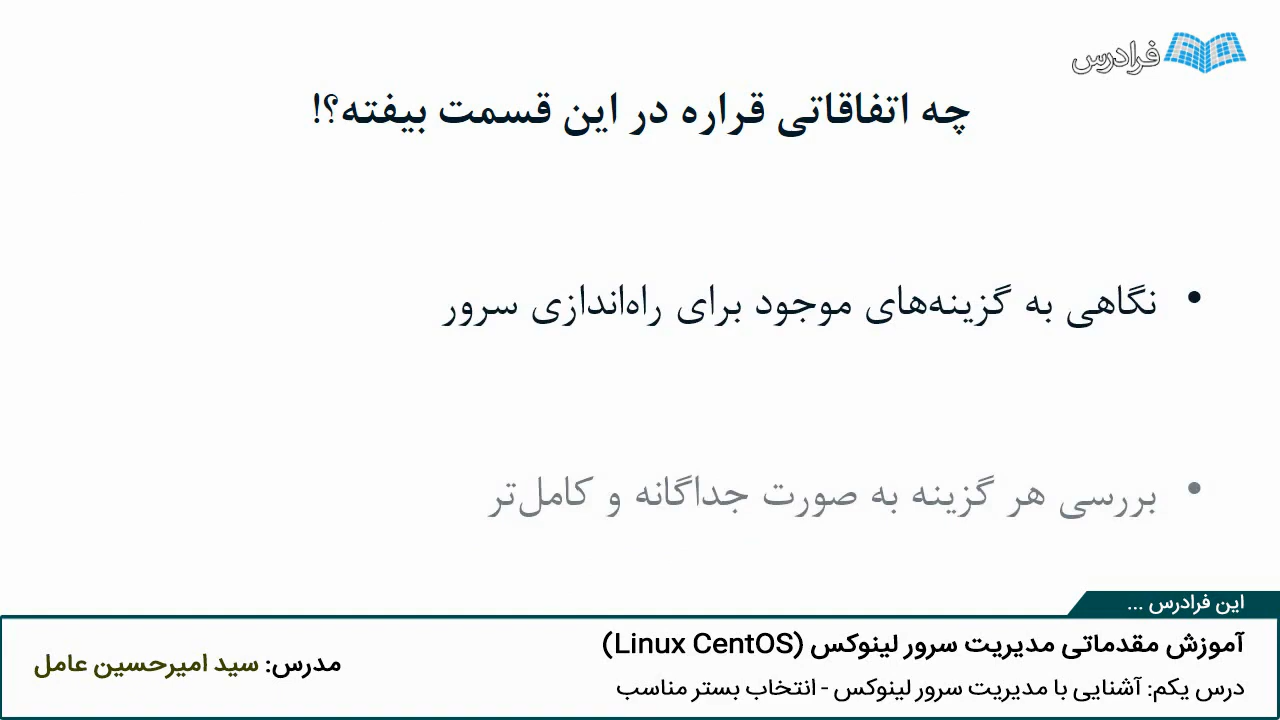 فرادرس
چه اتفاقاتی قراره در این قسمت بیفته؟!
• نگاهی به گزینه‌های موجود برای راه‌اندازی سرور
• بررسی هر گزینه به صورت جداگانه و کامل‌تر
این فرادرس ...
آموزش مقدماتی مدیریت سرور لینوکس (Linux CentOS)
درس یکم: آشنایی با مدیریت سرور لینوکس - انتخاب بستر مناسب
مدرس: سید امیرحسین عامل